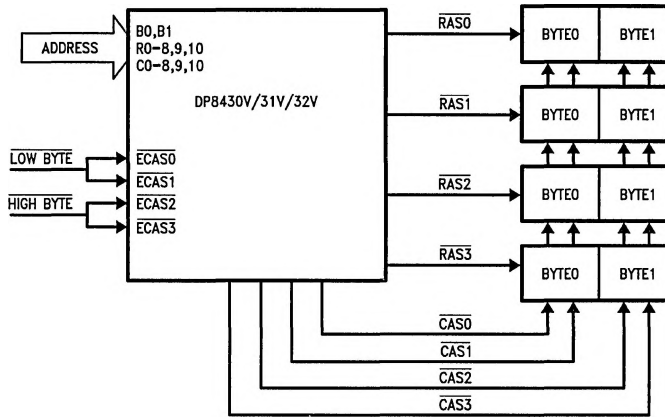 ADDRESS
B0,B1
R0-8,9,10
C0-8,9,10
DP8430V/31V/32V
LOW BYTE
HIGH BYTE
ECAS0
ECAS1
ECAS2
ECAS3
RAS0
RAS1
RAS2
RAS3
BYTE0 BYTE1
BYTE0 BYTE1
BYTE0 BYTE1
BYTE0 BYTE1
CAS0
CAS1
CAS2
CAS3